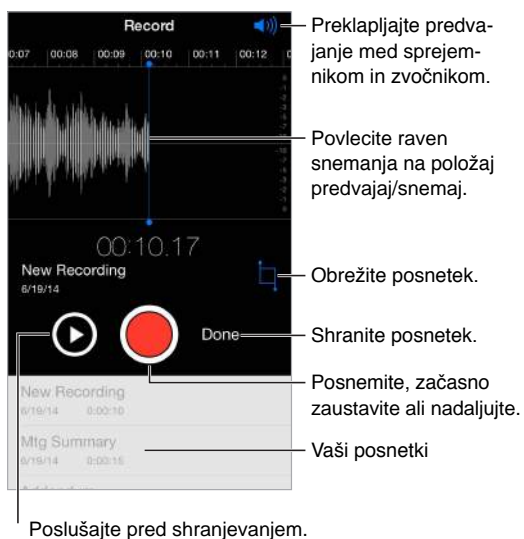 Record
0:07 00:08 00:09 00:10 00:11 00:12
00:10.17
New Recording
6/19/14
Done
New Recording
6/19/14 0:00:10
Mtg Summary
6/19/14 0:00:15
Preklapljajte predva-
janje med sprejem-
nikom in zvočnikom.
Povlecite raven
snemanja na položaj
predvajaj/snemaj.
Obrežite posnetek.
Shranite posnetek.
Posnemite, začasno
zaustavite ali nadaljujte.
Vaši posnetki
Poslušajte pred shranjevanjem.